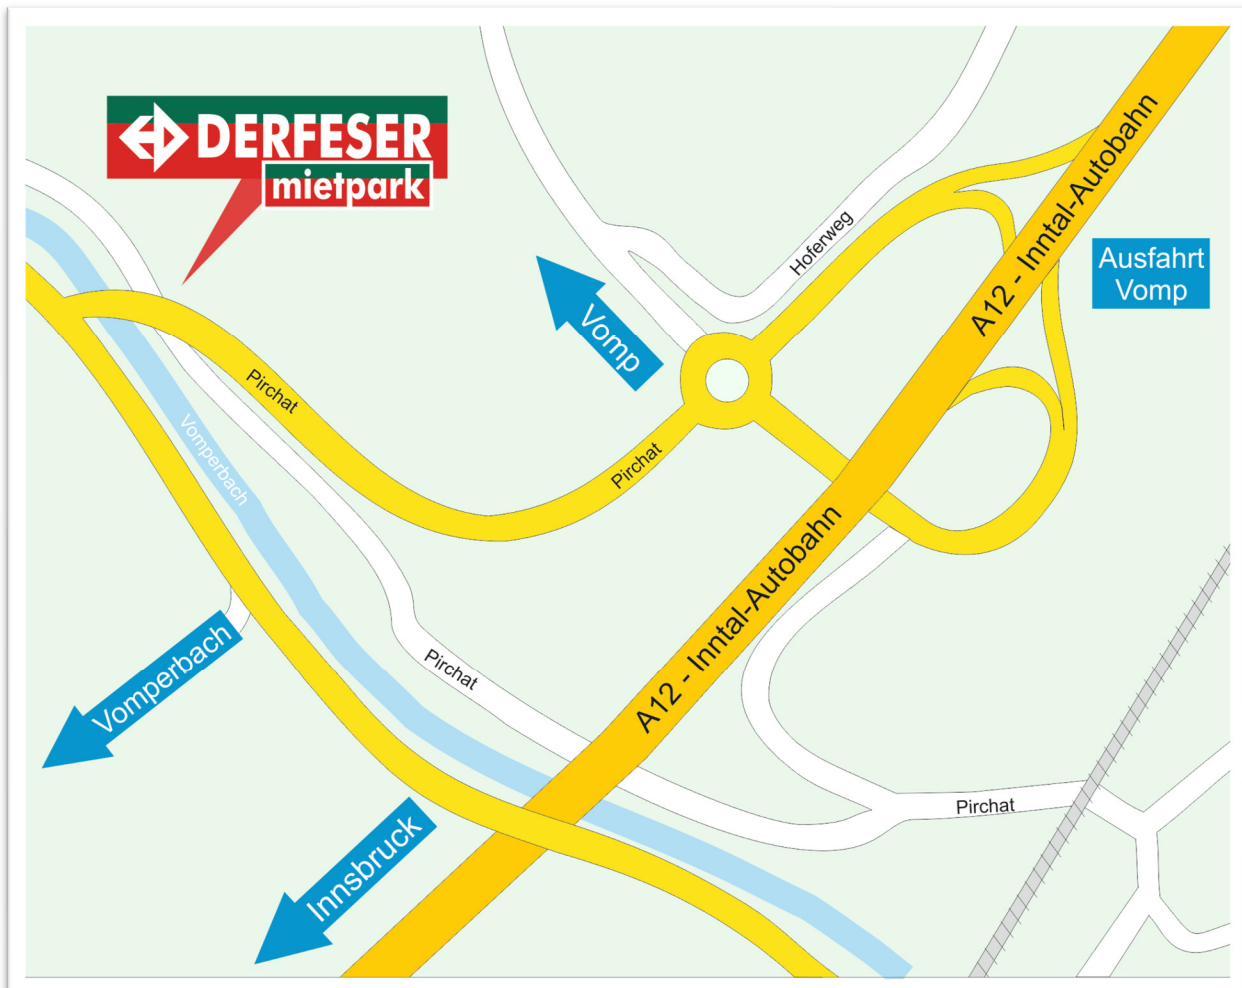 DERFESER
mietpark
Hoferweg
A12 - Inntal-Autobahn
Ausfahrt
Vomp
Vomp
Pirchat
Pirchat
Vomperbach
A12 - Inntal-Autobahn
Vomperbach
Pirchat
Pirchat
Innsbruck